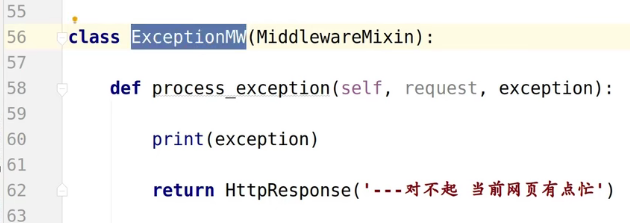 55
56 class ExceptionMW(MiddlewareMixin):
57
58     def process_exception(self, request, exception):
59
60         print(exception)
61
62         return HttpResponse('---对不起 当前网页有点忙')
63